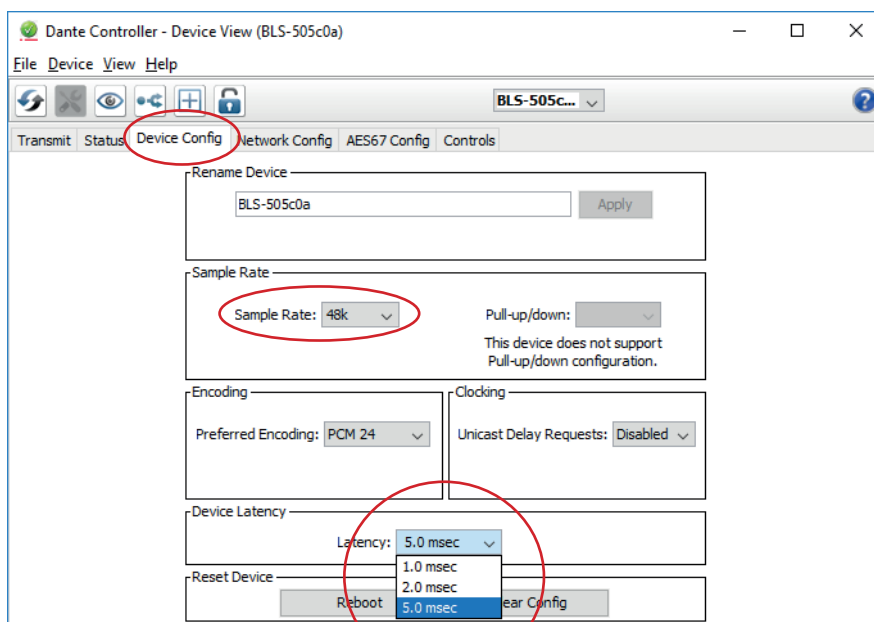 Dante Controller - Device View (BLS-505c0a)
File Device View Help
BLS-505c...
Transmit Status Device Config Network Config AES67 Config Controls
Rename Device
BLS-505c0a Apply
Sample Rate
Sample Rate: 48k Pull-up/down:
This device does not support
Pull-up/down configuration.
Encoding Clocking
Preferred Encoding: PCM 24 Unicast Delay Requests: Disabled
Device Latency
Latency: 5.0 msec
1.0 msec
Reset Device 2.0 msec
Reboot 5.0 msec ear Config